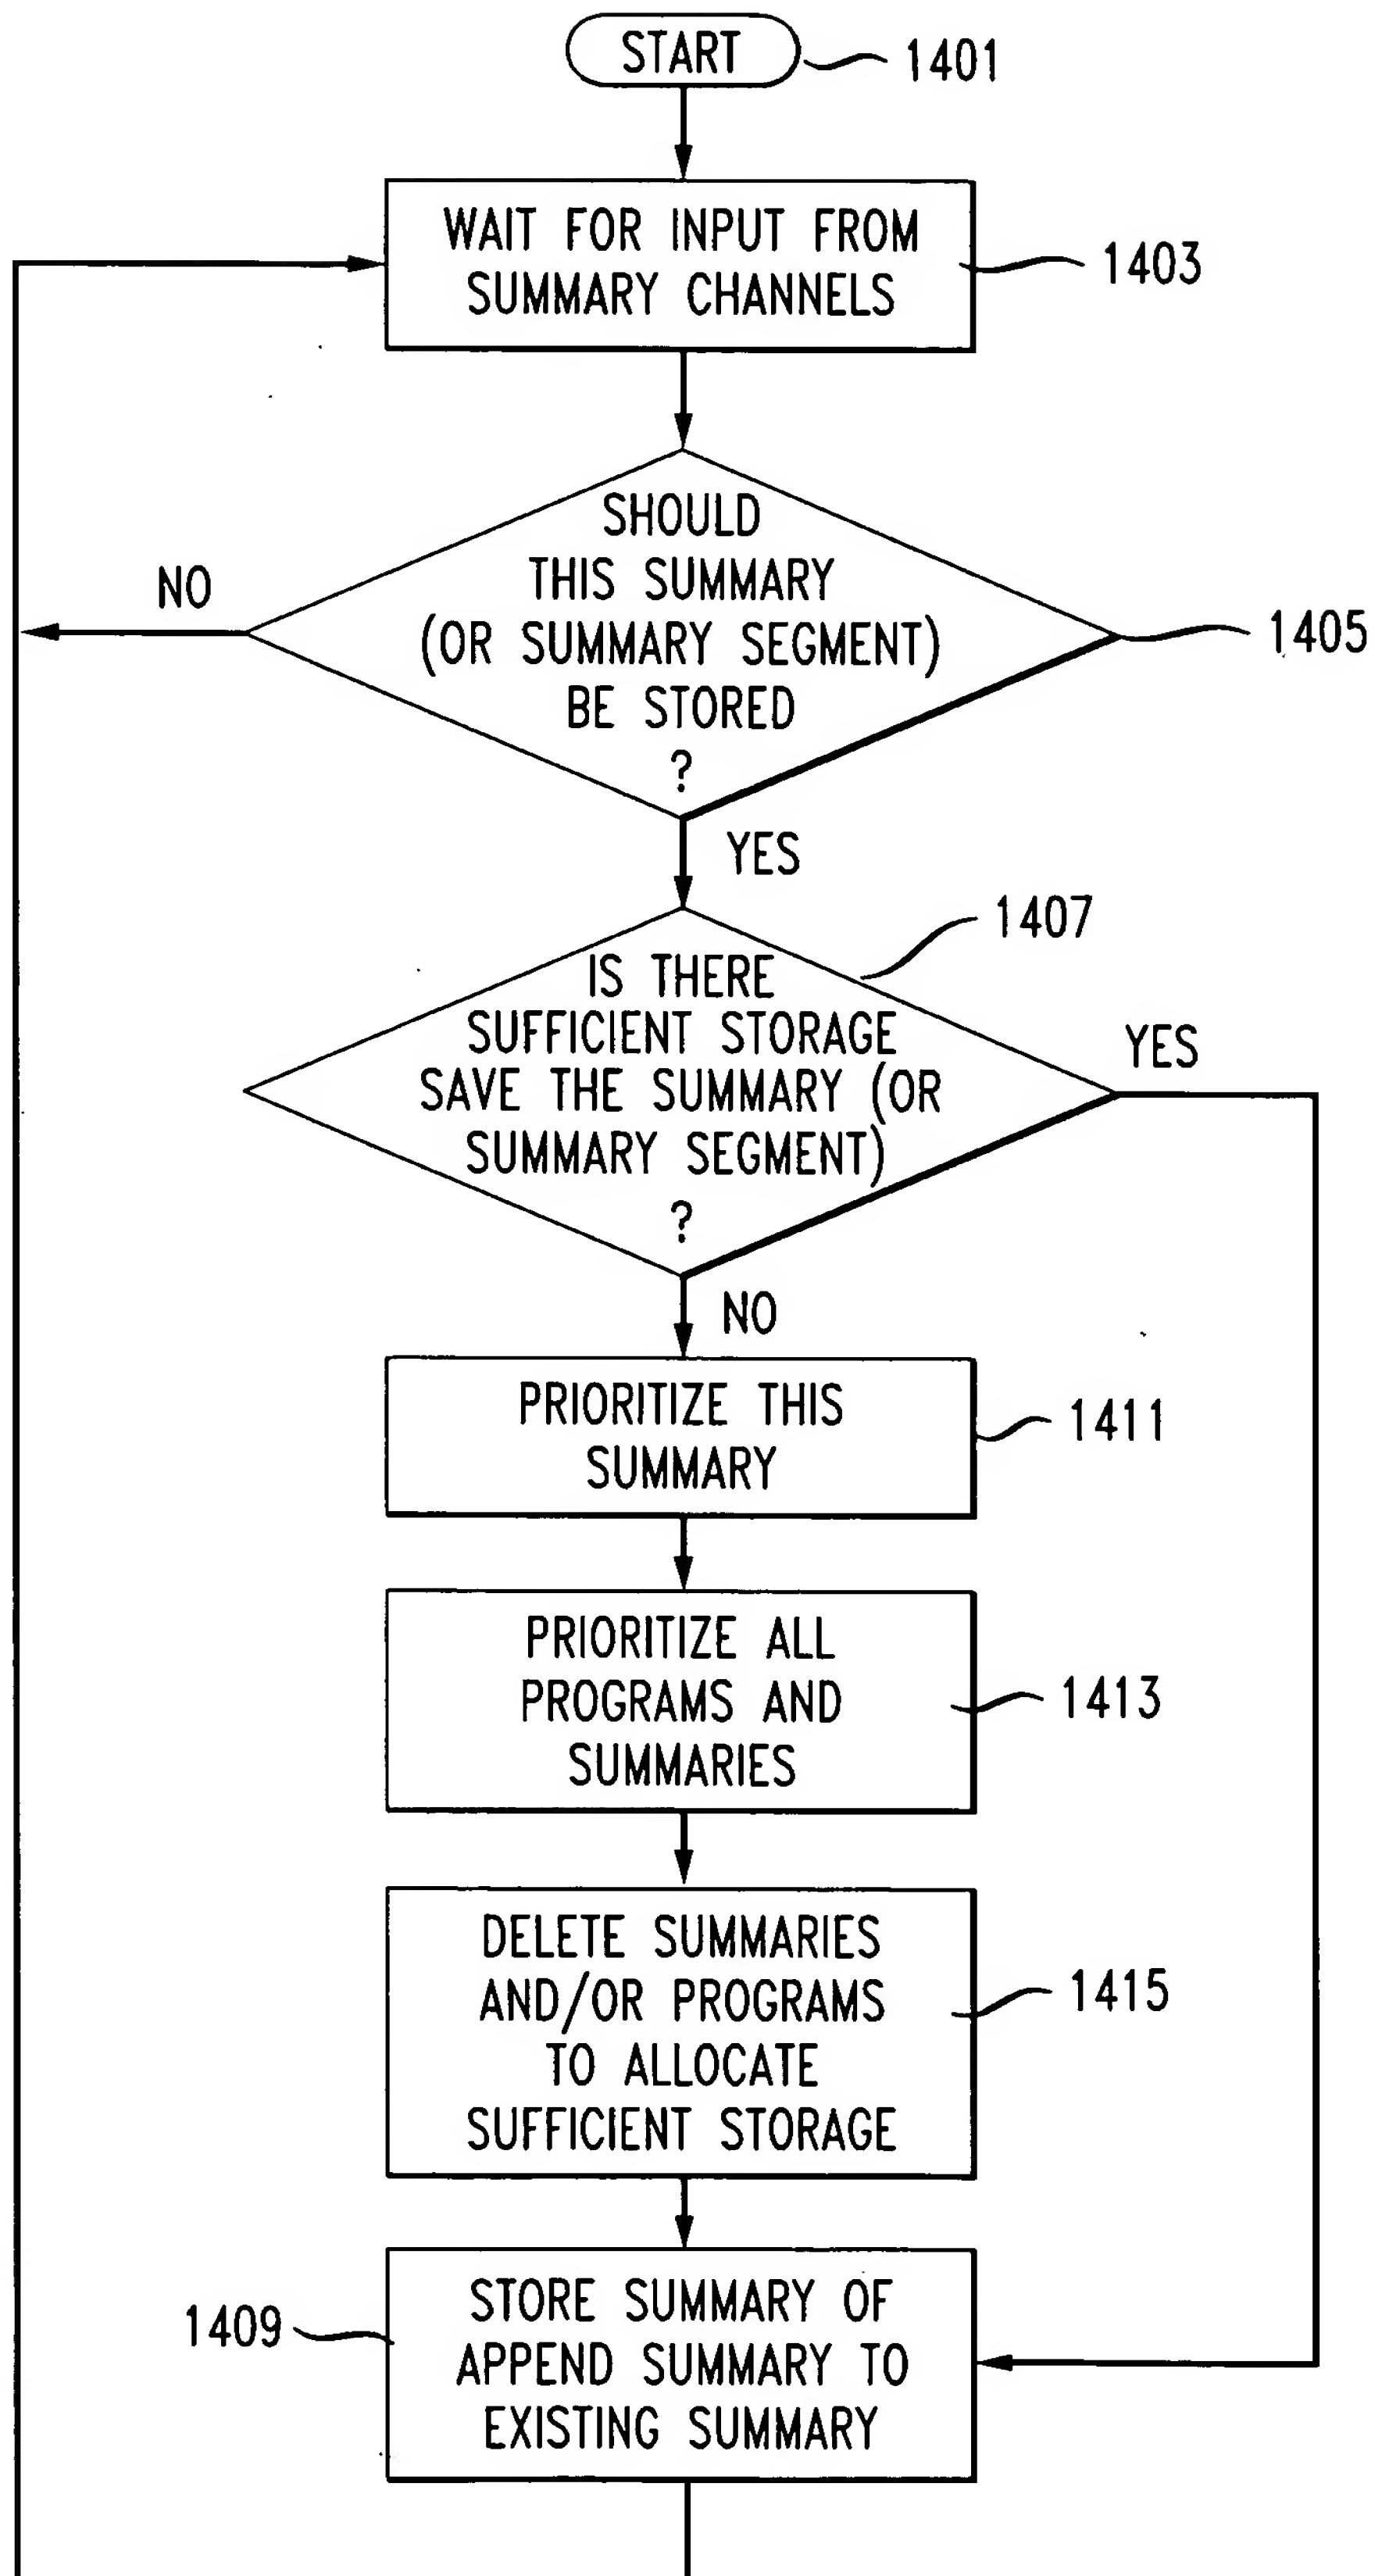 START
1401
WAIT FOR INPUT FROM
SUMMARY CHANNELS
1403
SHOULD
THIS SUMMARY
(OR SUMMARY SEGMENT)
BE STORED
?
NO
1405
YES
1407
IS THERE
SUFFICIENT STORAGE
SAVE THE SUMMARY (OR
SUMMARY SEGMENT)
?
YES
NO
PRIORITIZE THIS
SUMMARY
1411
PRIORITIZE ALL
PROGRAMS AND
SUMMARIES
1413
DELETE SUMMARIES
AND/OR PROGRAMS
TO ALLOCATE
SUFFICIENT STORAGE
1415
1409
STORE SUMMARY OF
APPEND SUMMARY TO
EXISTING SUMMARY